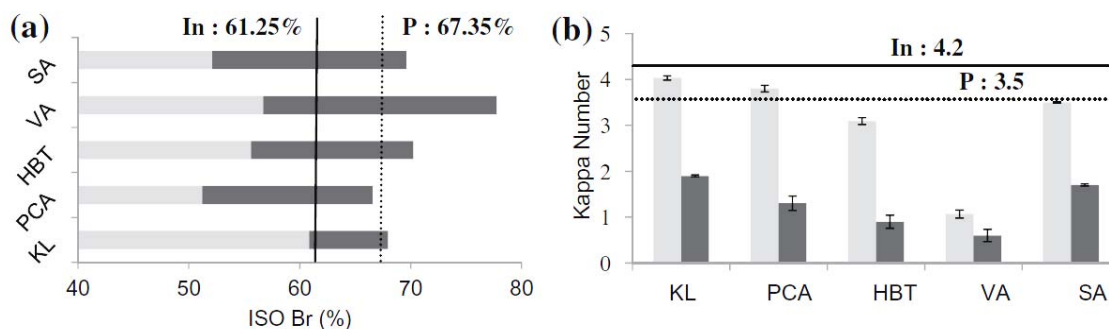 (a)
In : 61.25%
P : 67.35%
SA
VA
HBT
PCA
KL
40 50 60 70 80
ISO Br (%)
(b)
In : 4.2
P : 3.5
Kappa Number
5
4
3
2
1
0
KL PCA HBT VA SA